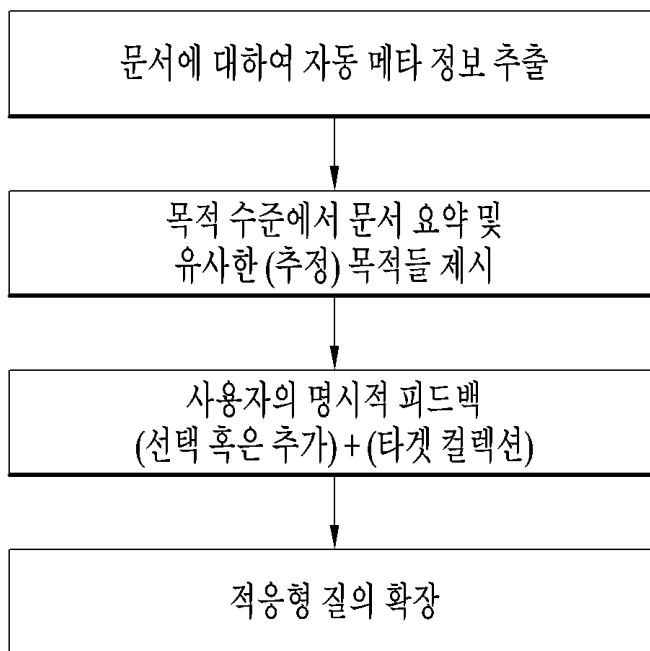 문서에 대하여 자동 메타 정보 추출
목적 수준에서 문서 요약 및
유사한 (추정) 목적들 제시
사용자의 명시적 피드백
(선택 혹은 추가) + (타겟 컬렉션)
적응형 질의 확장